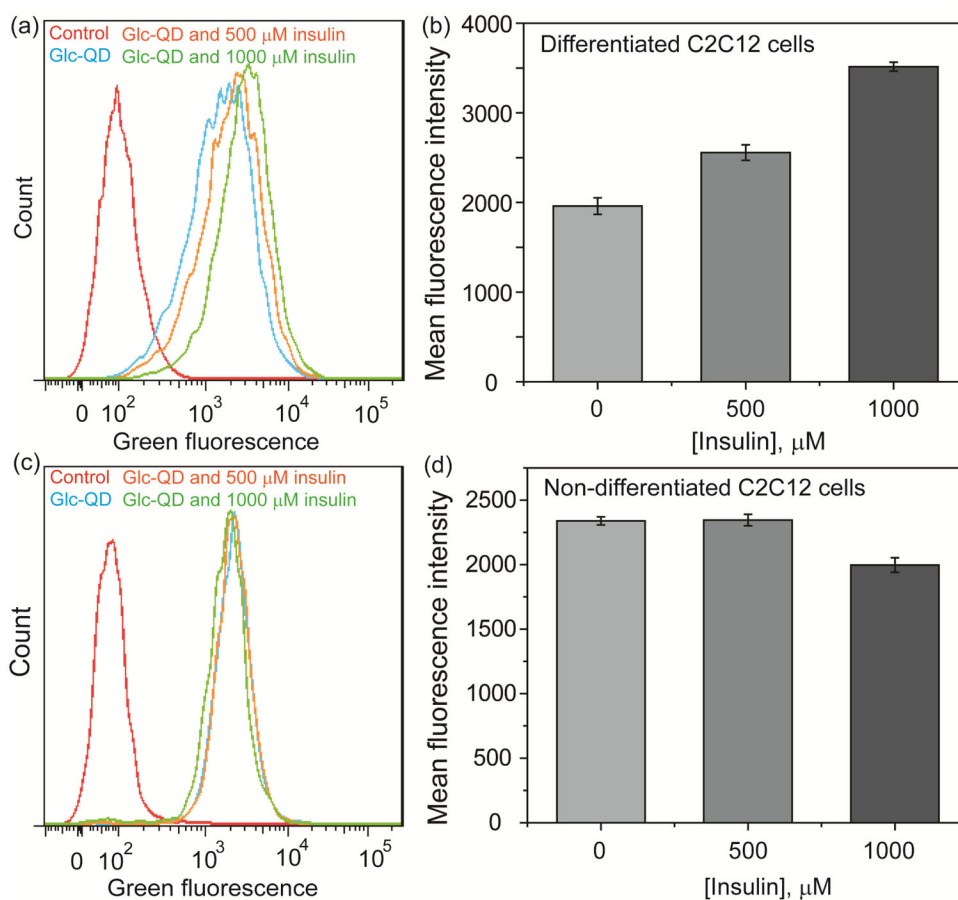 (a) Control Glc-QD and 500 μM insulin
Glc-QD Glc-QD and 1000 μM insulin
Count
0 10² 10³ 10⁴ 10⁵
Green fluorescence
(b) Differentiated C2C12 cells
Mean fluorescence intensity
4000
3000
2000
1000
0
0 500 1000
[Insulin], μM
(c) Control Glc-QD and 500 μM insulin
Glc-QD Glc-QD and 1000 μM insulin
Count
0 10² 10³ 10⁴ 10⁵
Green fluorescence
(d) Non-differentiated C2C12 cells
Mean fluorescence intensity
2500
2000
1500
1000
500
0
0 500 1000
[Insulin], μM